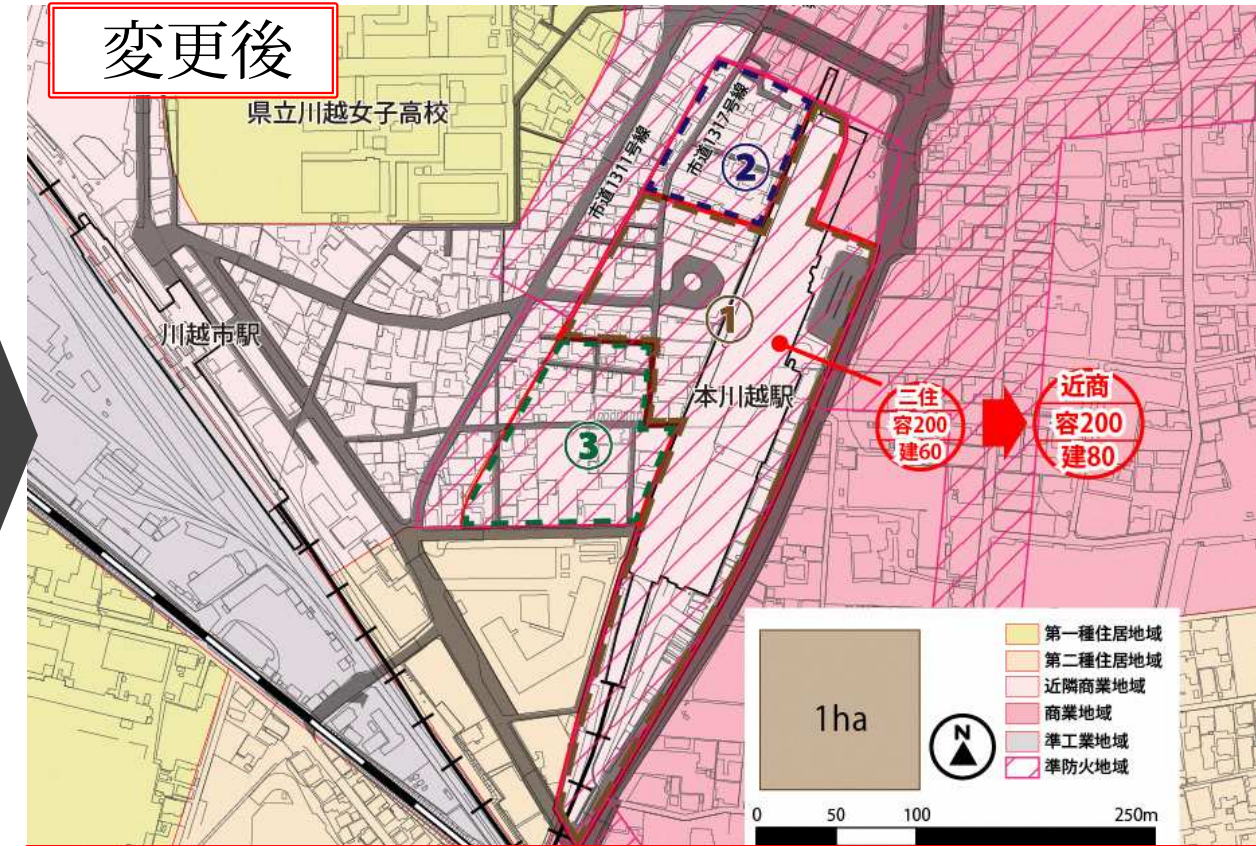 変更後
県立川越女子高校
市道1311号線
市道1317号線
②
①
川越市駅
本川越駅
③
二住
容200
建60
近商
容200
建80
1ha
N
第一種住居地域
第二種住居地域
近隣商業地域
商業地域
準工業地域
準防火地域
0 50 100 250m